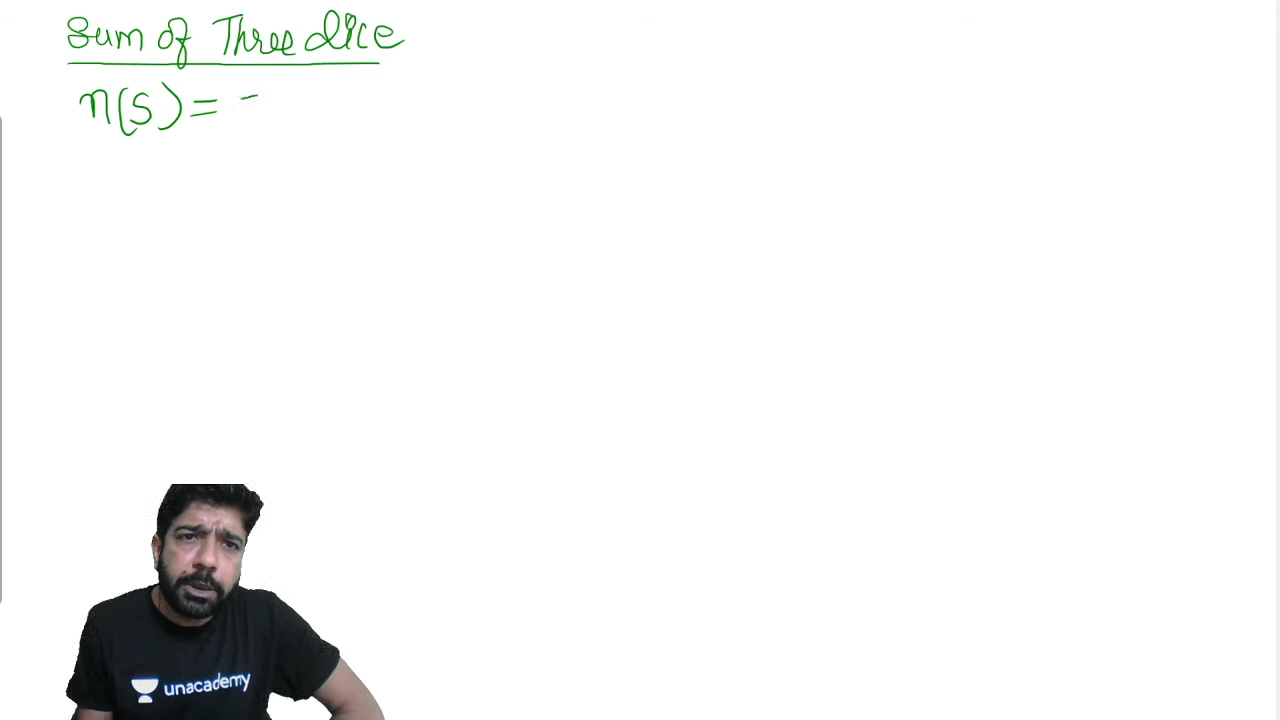 Sum of Three dice
n(S) = -
unacademy